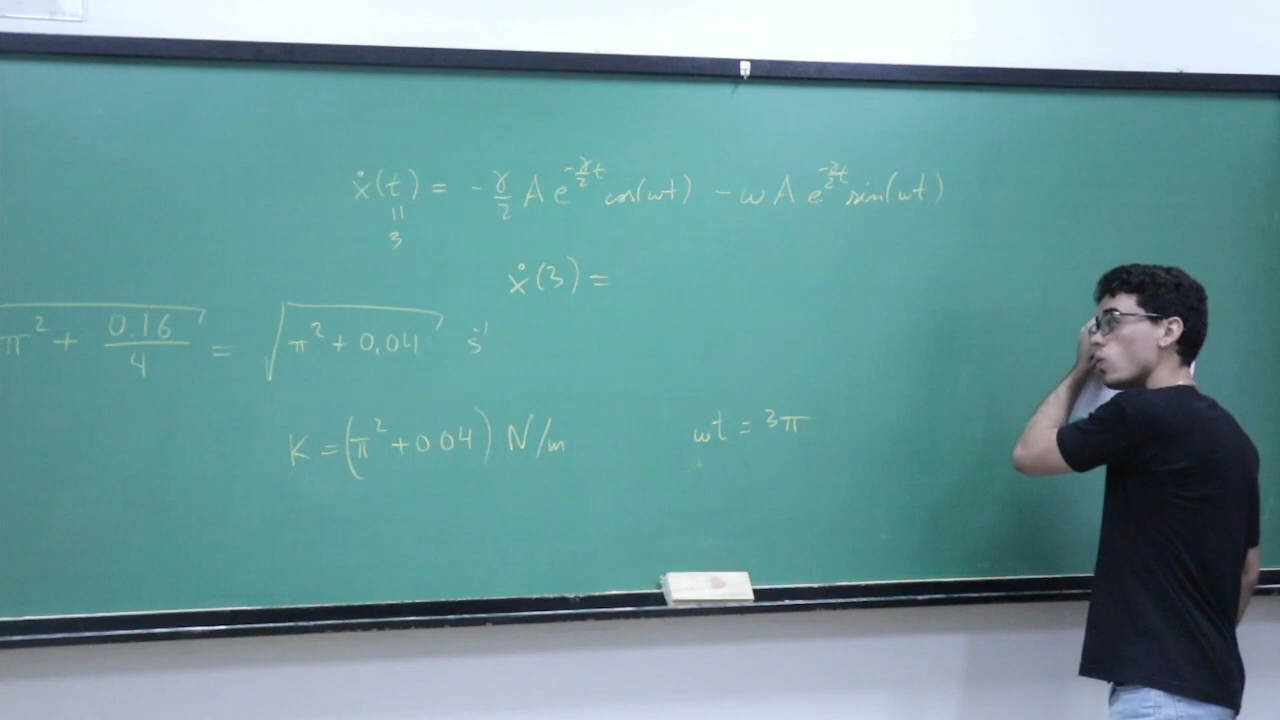 ẋ(t) = -γ/2 A e^(-γ/2 t) cos(ωt) - ω A e^(-γ/2 t) sin(ωt)
||
3
ẋ(3) =
π² + 0.16/4 = √(π² + 0,04) s⁻¹
K = (π² + 0 04) N/m
ωt = 3π